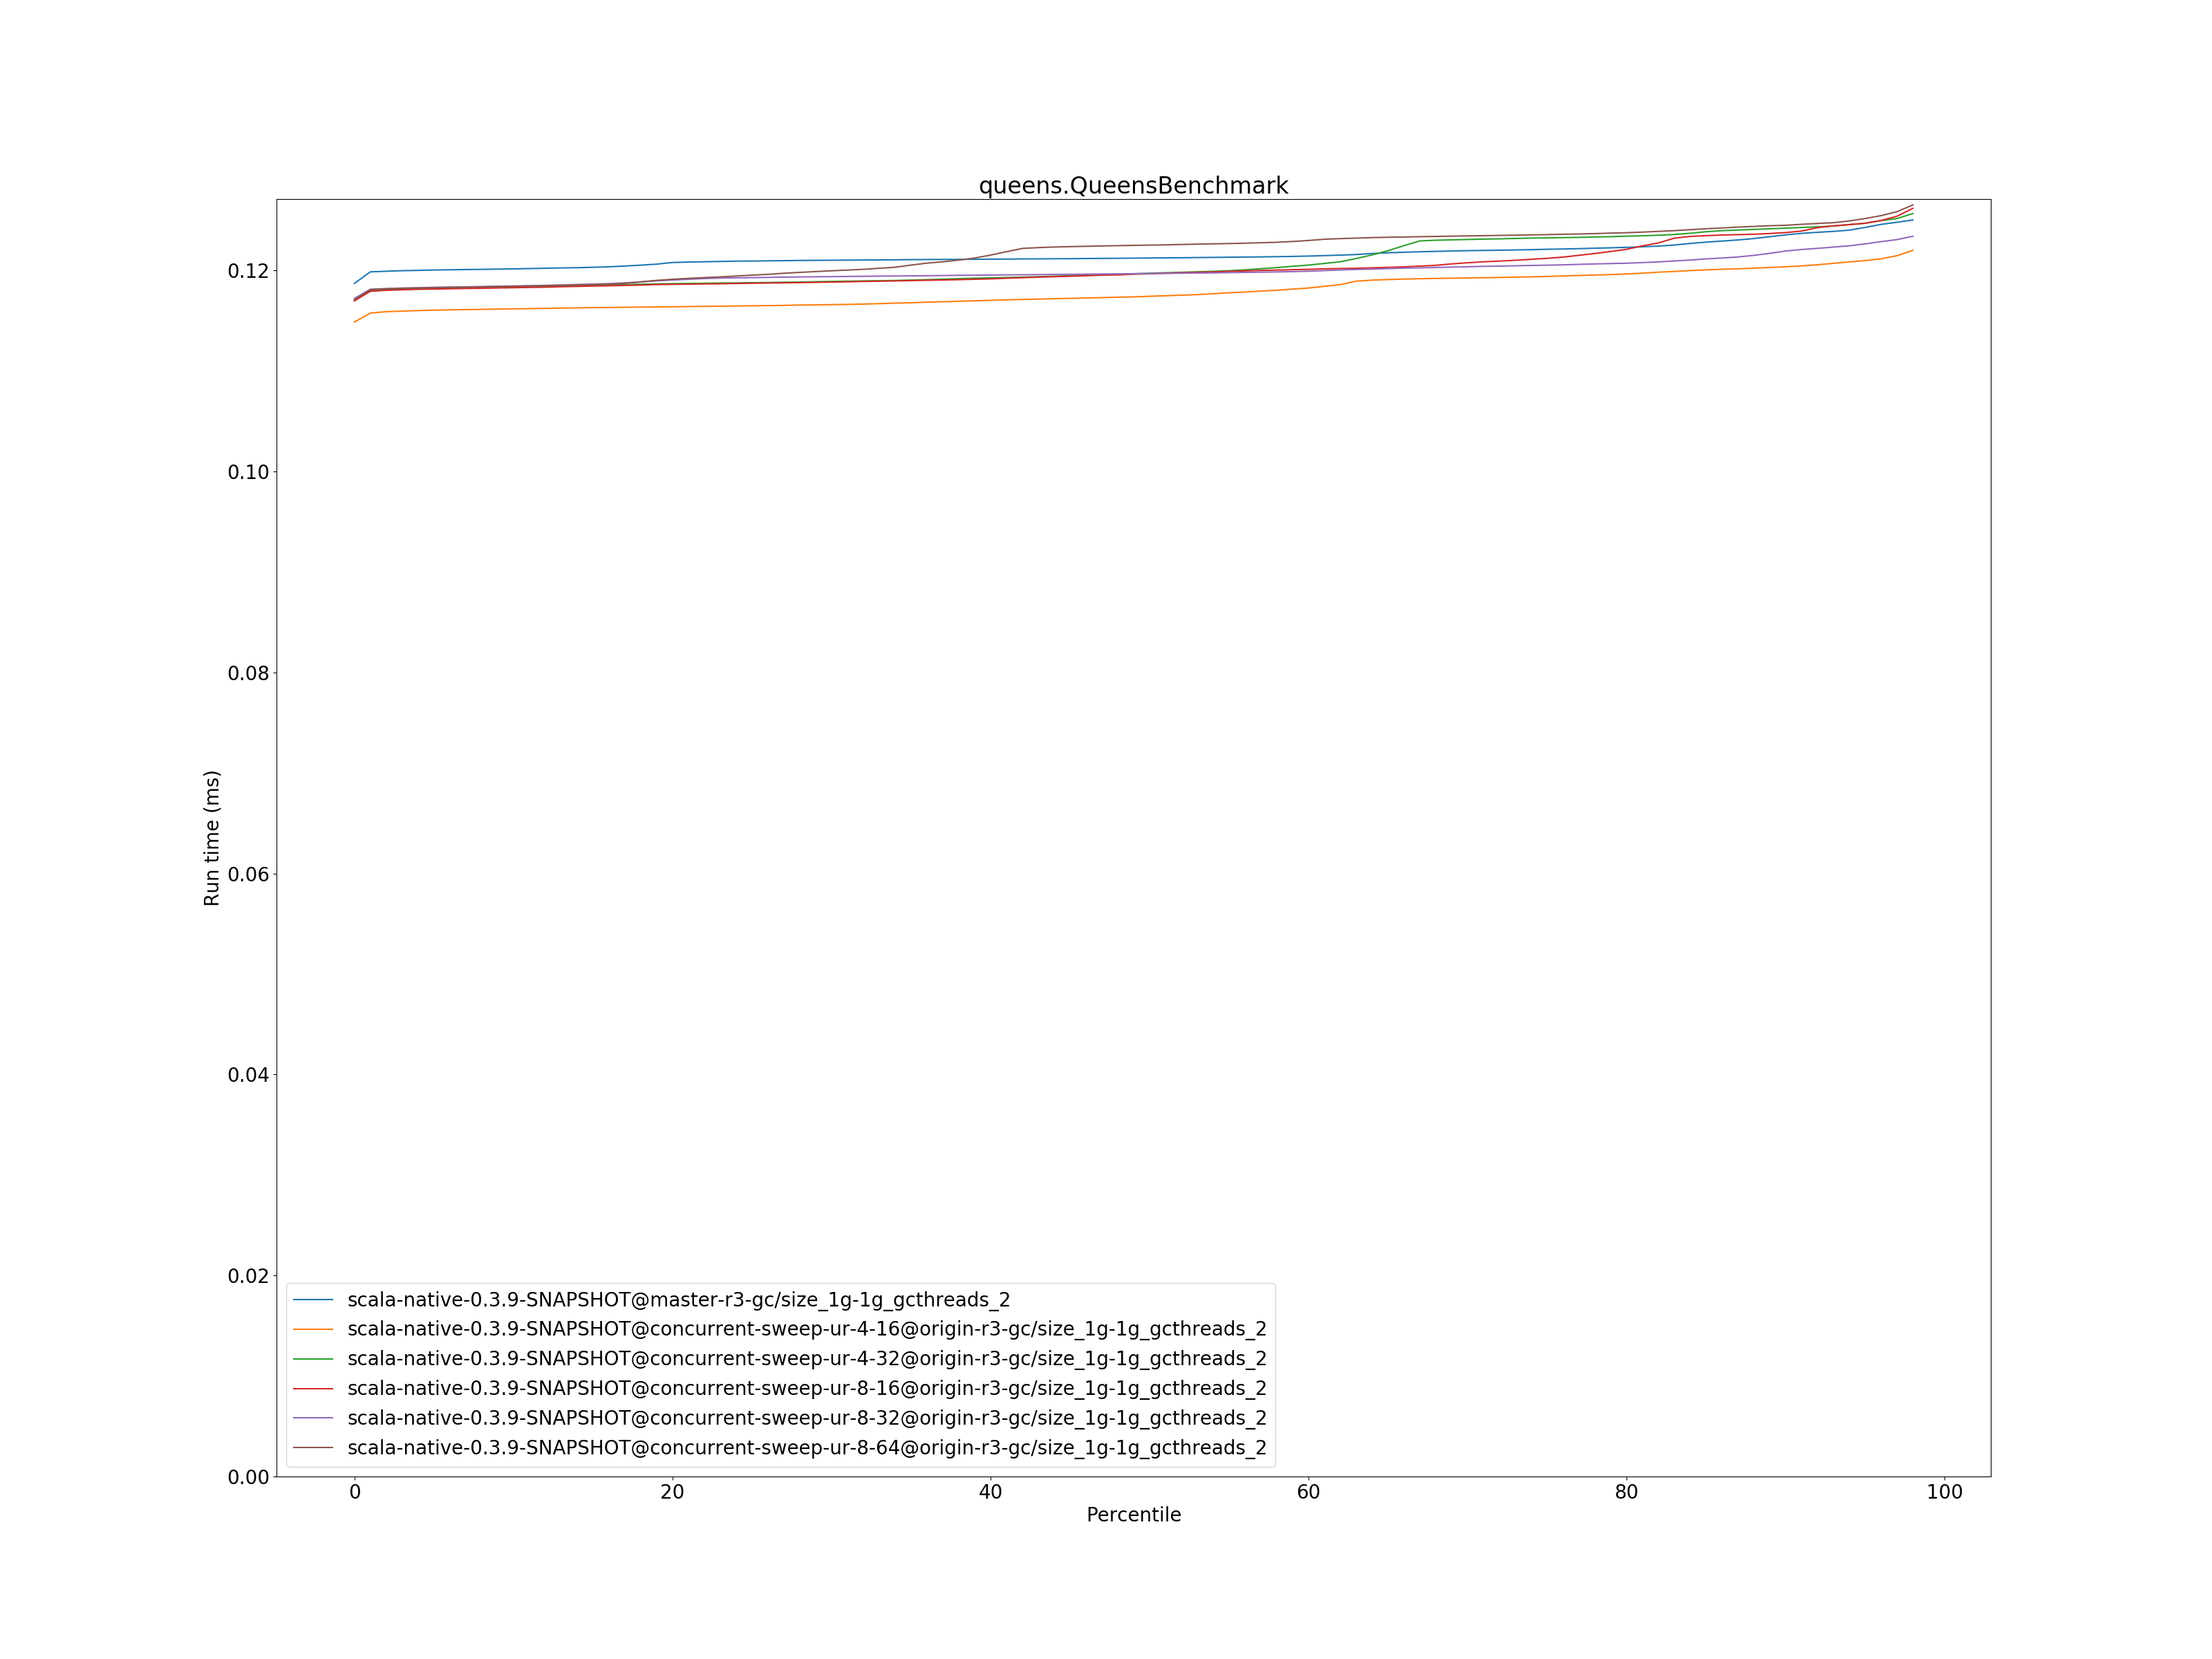 queens.QueensBenchmark
Run time (ms)
0.12
0.10
0.08
0.06
0.04
0.02
0.00
scala-native-0.3.9-SNAPSHOT@master-r3-gc/size_1g-1g_gcthreads_2
scala-native-0.3.9-SNAPSHOT@concurrent-sweep-ur-4-16@origin-r3-gc/size_1g-1g_gcthreads_2
scala-native-0.3.9-SNAPSHOT@concurrent-sweep-ur-4-32@origin-r3-gc/size_1g-1g_gcthreads_2
scala-native-0.3.9-SNAPSHOT@concurrent-sweep-ur-8-16@origin-r3-gc/size_1g-1g_gcthreads_2
scala-native-0.3.9-SNAPSHOT@concurrent-sweep-ur-8-32@origin-r3-gc/size_1g-1g_gcthreads_2
scala-native-0.3.9-SNAPSHOT@concurrent-sweep-ur-8-64@origin-r3-gc/size_1g-1g_gcthreads_2
0 20 40 60 80 100
Percentile